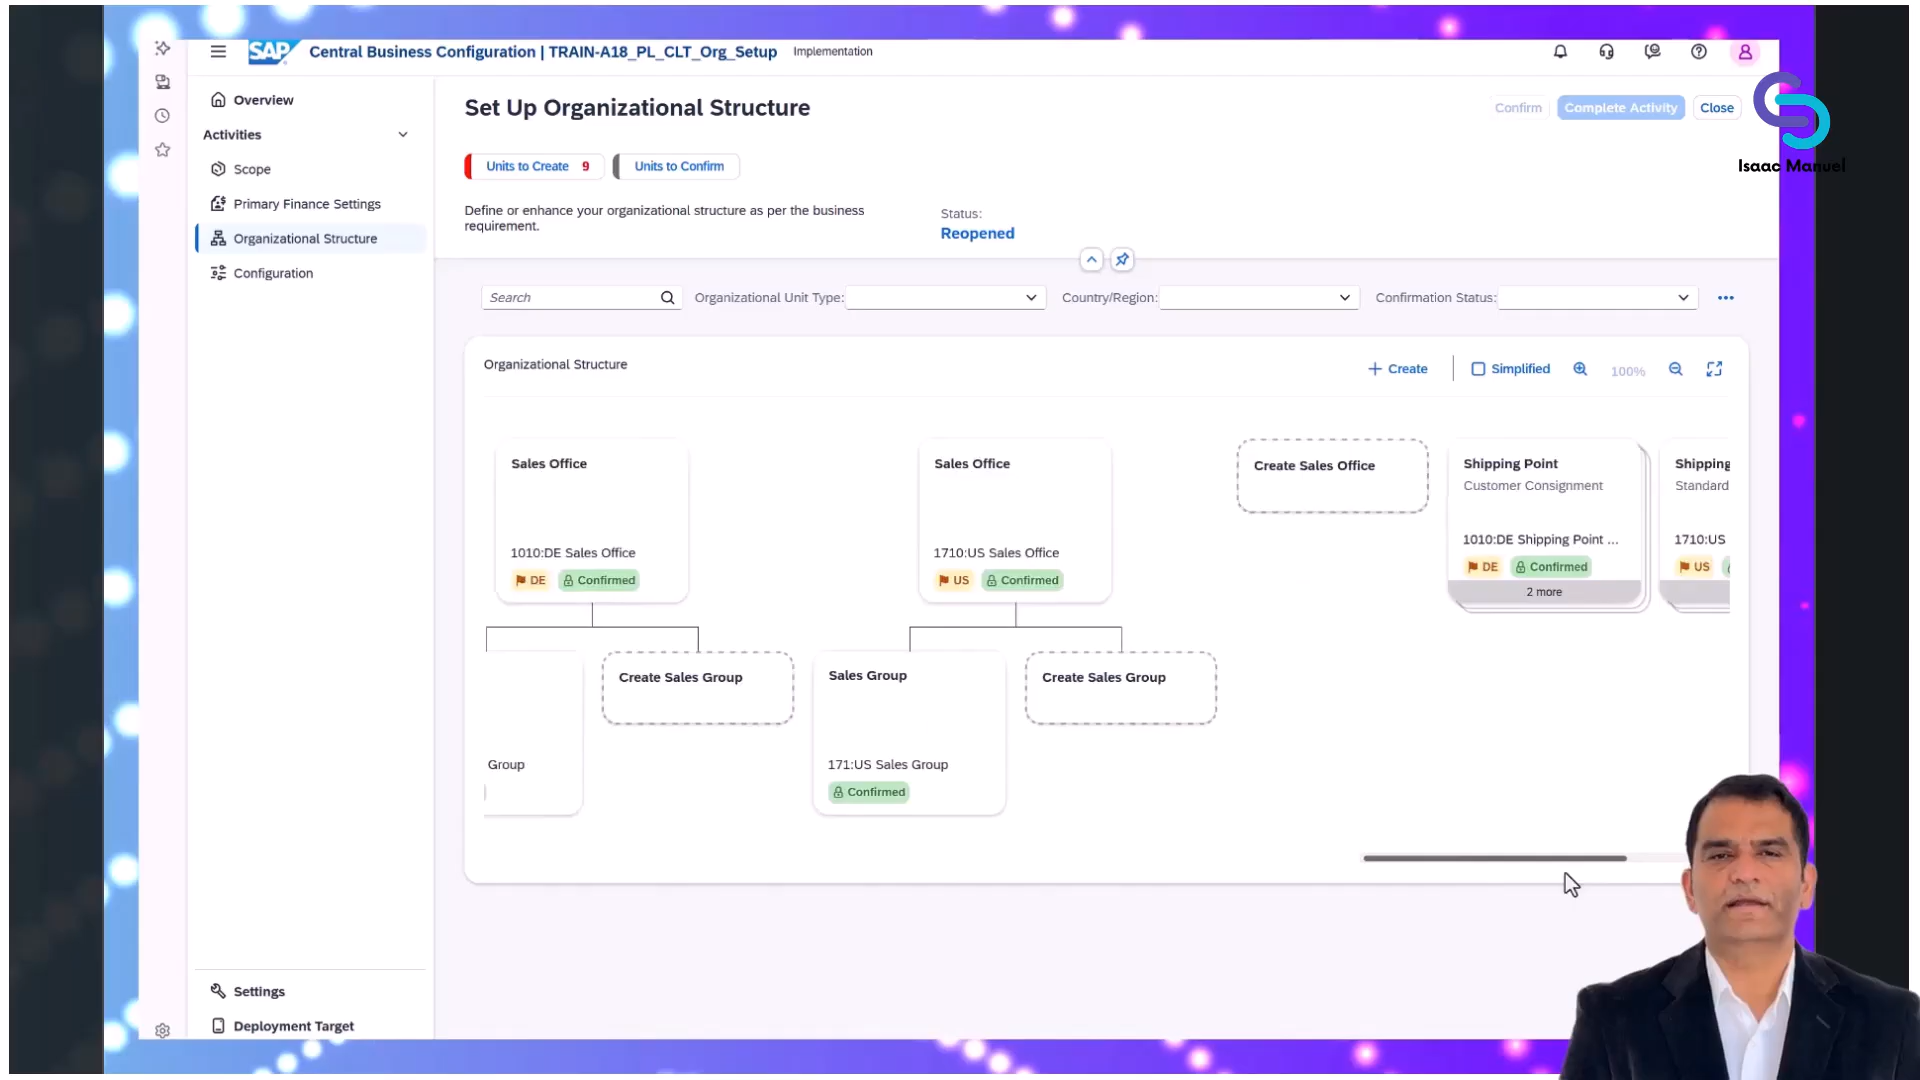 SAP Central Business Configuration | TRAIN-A18_PL_CLT_Org_Setup Implementation
Overview
Activities
Scope
Primary Finance Settings
Organizational Structure
Configuration
Settings
Deployment Target
Set Up Organizational Structure
Confirm Complete Activity Close
Isaac Manuel
Units to Create 9 Units to Confirm
Define or enhance your organizational structure as per the business
requirement.
Status:
Reopened
Search Organizational Unit Type: Country/Region: Confirmation Status:
Organizational Structure
Create Simplified 100%
Sales Office
1010:DE Sales Office
DE Confirmed
Sales Office
1710:US Sales Office
US Confirmed
Create Sales Office
Shipping Point
Customer Consignment
1010:DE Shipping Point ...
DE Confirmed
2 more
Shipping
Standard
1710:US
US
Group
Create Sales Group
Sales Group
171:US Sales Group
Confirmed
Create Sales Group